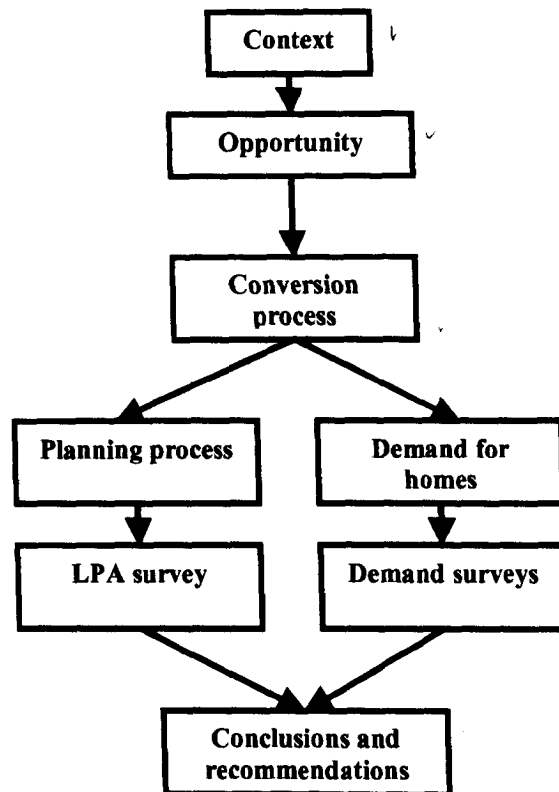 Context
Opportunity
Conversion
process
Planning process
Demand for
homes
LPA survey
Demand surveys
Conclusions and
recommendations